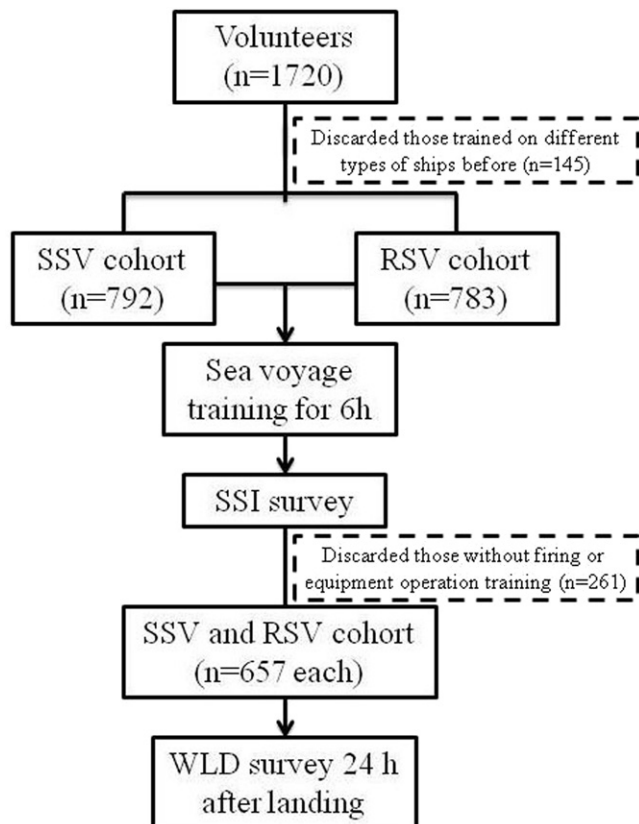 Volunteers
(n=1720)
Discarded those trained on different
types of ships before (n=145)
SSV cohort
(n=792)
RSV cohort
(n=783)
Sea voyage
training for 6h
SSI survey
Discarded those without firing or
equipment operation training (n=261)
SSV and RSV cohort
(n=657 each)
WLD survey 24 h
after landing